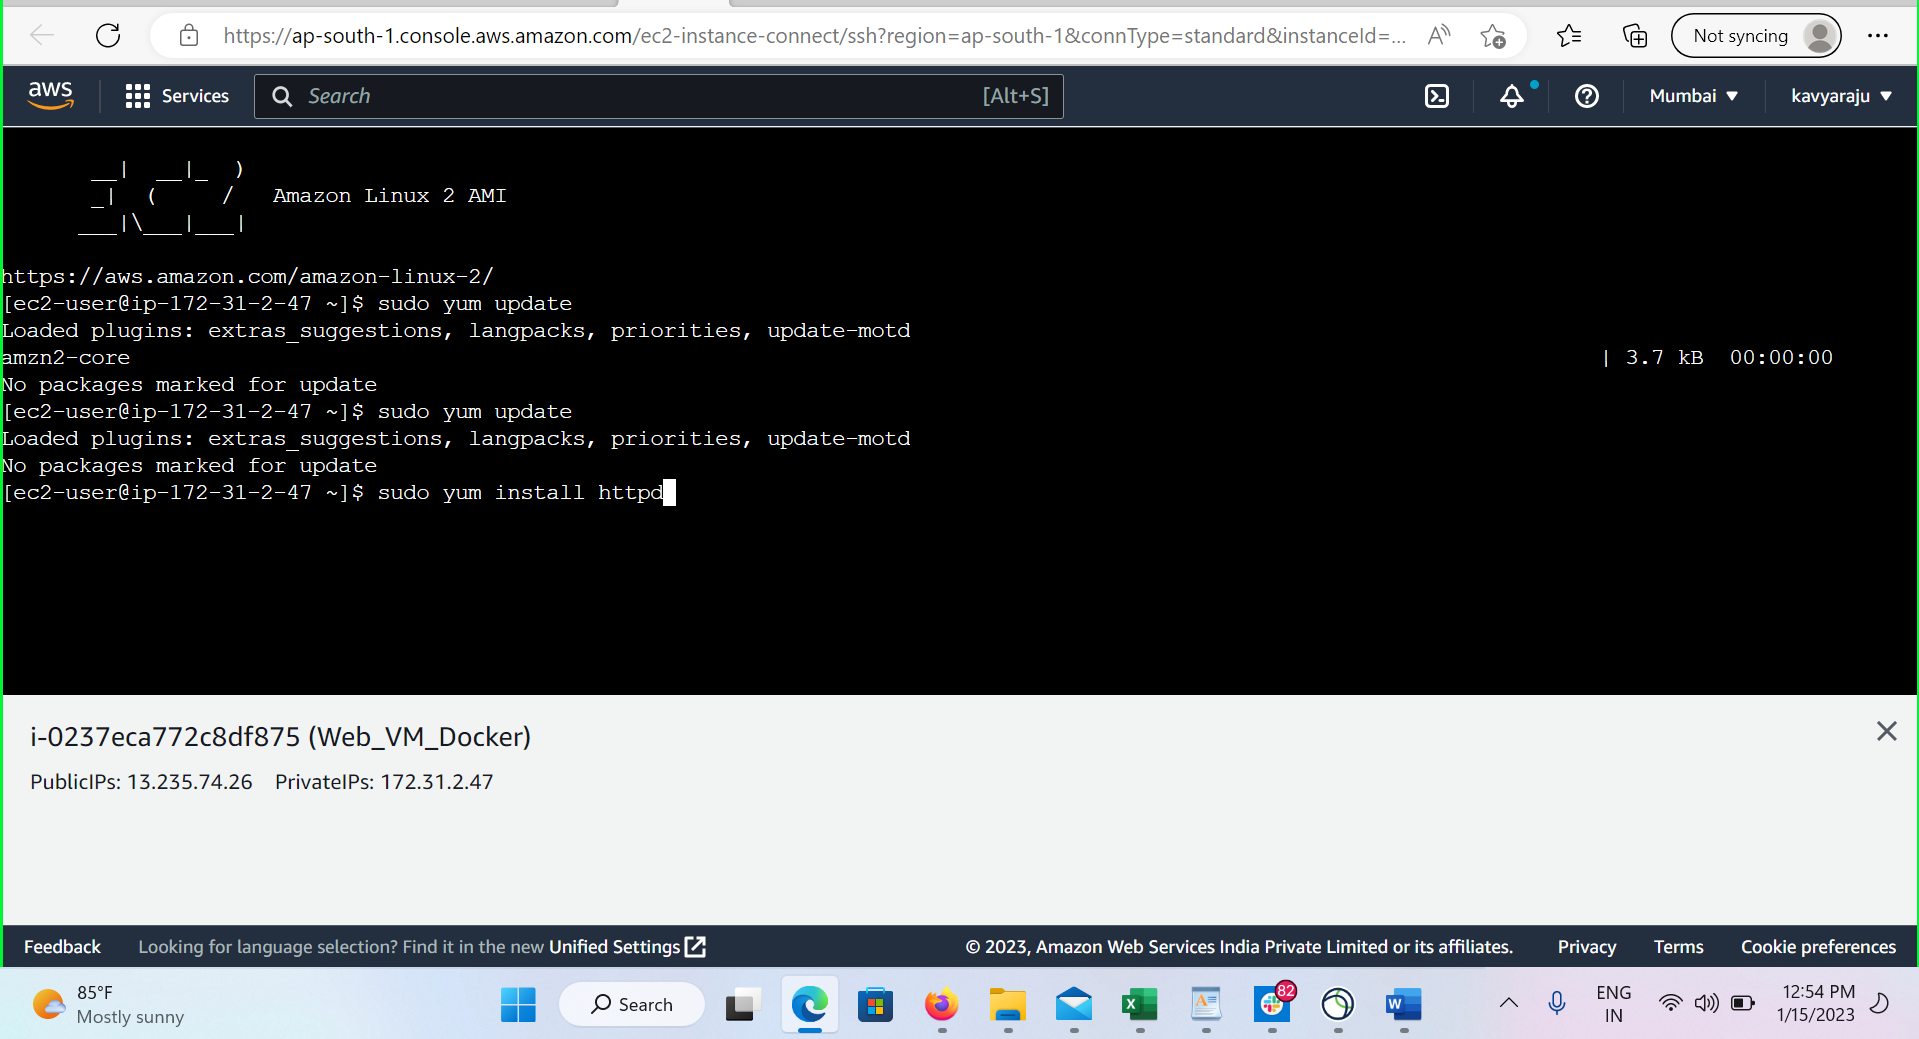 https://ap-south-1.console.aws.amazon.com/ec2-instance-connect/ssh?region=ap-south-1&connType=standard&instanceId=...
Not syncing
aws
Services
Search
[Alt+S]
Mumbai
kavyaraju
__|  __|_  )
_|  (     /   Amazon Linux 2 AMI
___|\___|___|
https://aws.amazon.com/amazon-linux-2/
[ec2-user@ip-172-31-2-47 ~]$ sudo yum update
Loaded plugins: extras_suggestions, langpacks, priorities, update-motd
amzn2-core | 3.7 kB 00:00:00
No packages marked for update
[ec2-user@ip-172-31-2-47 ~]$ sudo yum update
Loaded plugins: extras_suggestions, langpacks, priorities, update-motd
No packages marked for update
[ec2-user@ip-172-31-2-47 ~]$ sudo yum install httpd
i-0237eca772c8df875 (Web_VM_Docker)
PublicIPs: 13.235.74.26 PrivateIPs: 172.31.2.47
Feedback
Looking for language selection? Find it in the new Unified Settings
© 2023, Amazon Web Services India Private Limited or its affiliates.
Privacy
Terms
Cookie preferences
85°F
Mostly sunny
Search
82
ENG
IN
12:54 PM
1/15/2023